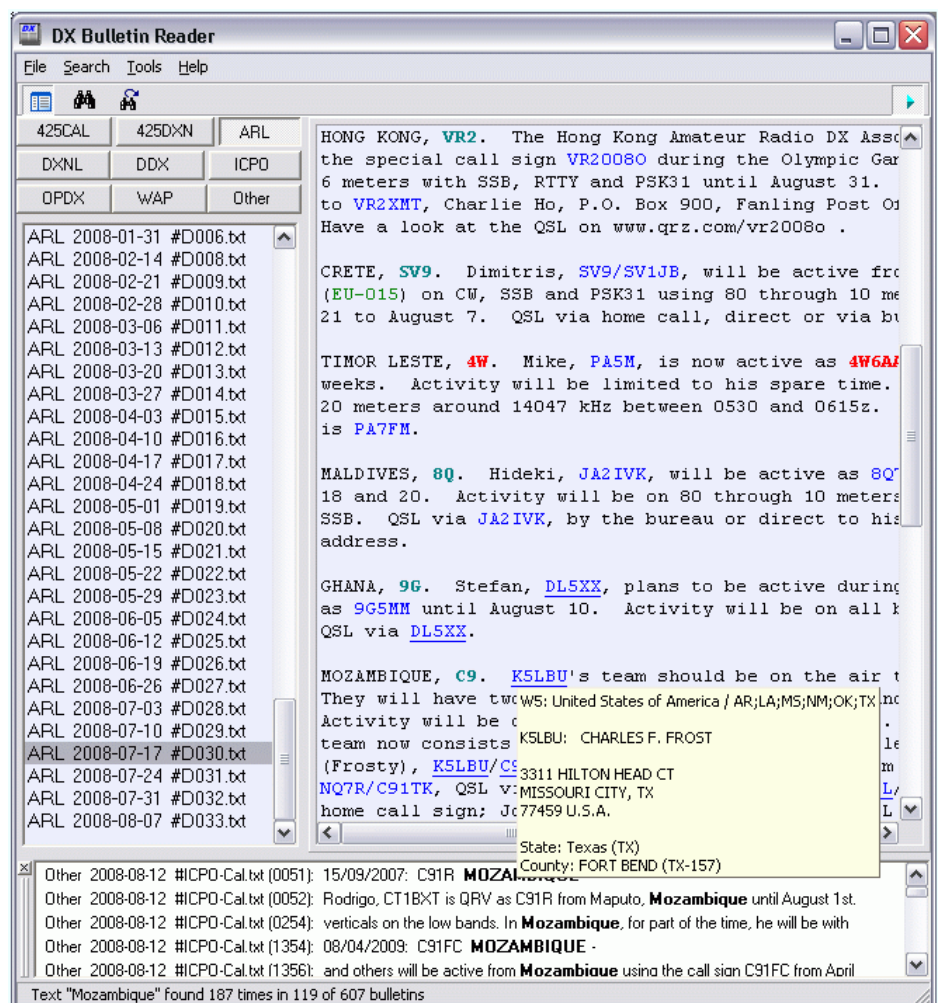 DX Bulletin Reader
File Search Tools Help
425CAL 425DXN ARL
DXNL DDX ICPO
OPDX WAP Other
ARL 2008-01-31 #D006.txt
ARL 2008-02-14 #D008.txt
ARL 2008-02-21 #D009.txt
ARL 2008-02-28 #D010.txt
ARL 2008-03-06 #D011.txt
ARL 2008-03-13 #D012.txt
ARL 2008-03-20 #D013.txt
ARL 2008-03-27 #D014.txt
ARL 2008-04-03 #D015.txt
ARL 2008-04-10 #D016.txt
ARL 2008-04-17 #D017.txt
ARL 2008-04-24 #D018.txt
ARL 2008-05-01 #D019.txt
ARL 2008-05-08 #D020.txt
ARL 2008-05-15 #D021.txt
ARL 2008-05-22 #D022.txt
ARL 2008-05-29 #D023.txt
ARL 2008-06-05 #D024.txt
ARL 2008-06-12 #D025.txt
ARL 2008-06-19 #D026.txt
ARL 2008-06-26 #D027.txt
ARL 2008-07-03 #D028.txt
ARL 2008-07-10 #D029.txt
ARL 2008-07-17 #D030.txt
ARL 2008-07-24 #D031.txt
ARL 2008-07-31 #D032.txt
ARL 2008-08-07 #D033.txt
HONG KONG, VR2. The Hong Kong Amateur Radio DX Asso
the special call sign VR2008O during the Olympic Gam
6 meters with SSB, RTTY and PSK31 until August 31.
to VR2XMT, Charlie Ho, P.O. Box 900, Fanling Post Of
Have a look at the QSL on www.qrz.com/vr2008o .
CRETE, SV9. Dimitris, SV9/SV1JB, will be active fro
(EU-015) on CW, SSB and PSK31 using 80 through 10 me
21 to August 7. QSL via home call, direct or via bu
TIMOR LESTE, 4W. Mike, PA5M, is now active as 4W6AA
weeks. Activity will be limited to his spare time.
20 meters around 14047 kHz between 0530 and 0615z.
is PA7FM.
MALDIVES, 8Q. Hideki, JA2IVK, will be active as 8Q7
18 and 20. Activity will be on 80 through 10 meters
SSB. QSL via JA2IVK, by the bureau or direct to his
address.
GHANA, 9G. Stefan, DL5XX, plans to be active during
as 9G5MM until August 10. Activity will be on all b
QSL via DL5XX.
MOZAMBIQUE, C9. K5LBU's team should be on the air t
They will have two
Activity will be
team now consists le
(Frosty), K5LBU/C9 m
NQ7R/C91TK, QSL vi L/
home call sign; Jo L
W5: United States of America / AR;LA;MS;NM;OK;TX
K5LBU: CHARLES F. FROST
3311 HILTON HEAD CT
MISSOURI CITY, TX
77459 U.S.A.
State: Texas (TX)
County: FORT BEND (TX-157)
Other 2008-08-12 #ICPO-Cal.txt (0051): 15/09/2007: C91R MOZAMBIQUE
Other 2008-08-12 #ICPO-Cal.txt (0052): Rodrigo, CT1BXT is QRV as C91R from Maputo, Mozambique until August 1st.
Other 2008-08-12 #ICPO-Cal.txt (0254): verticals on the low bands. In Mozambique, for part of the time, he will be with
Other 2008-08-12 #ICPO-Cal.txt (1354): 08/04/2009: C91FC MOZAMBIQUE -
Other 2008-08-12 #ICPO-Cal.txt (1356): and others will be active from Mozambique using the call sign C91FC from April
Text "Mozambique" found 187 times in 119 of 607 bulletins